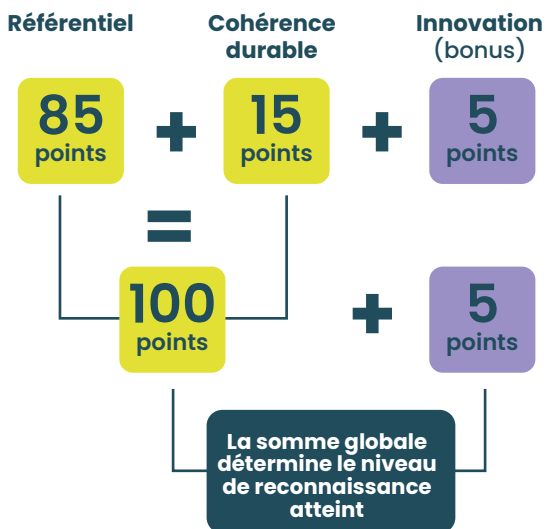 Référentiel
Cohérence
durable
Innovation
(bonus)
85
points
+
15
points
+
5
points
=
100
points
+
5
points
La somme globale
détermine le niveau
de reconnaissance
atteint